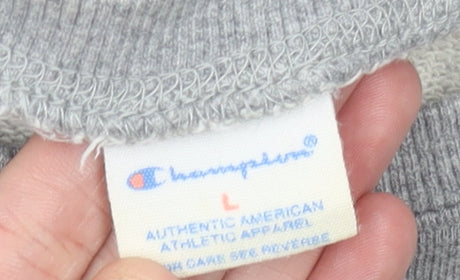 Champion®
L
AUTHENTIC AMERICAN
ATHLETIC APPAREL
FOR CARE SEE REVERSE